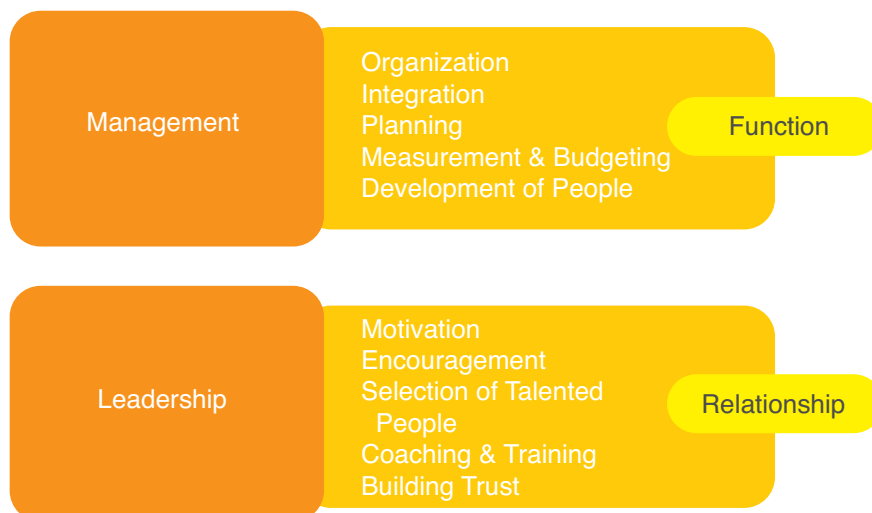 Management
Organization
Integration
Planning
Measurement & Budgeting
Development of People
Function
Leadership
Motivation
Encouragement
Selection of Talented
People
Coaching & Training
Building Trust
Relationship